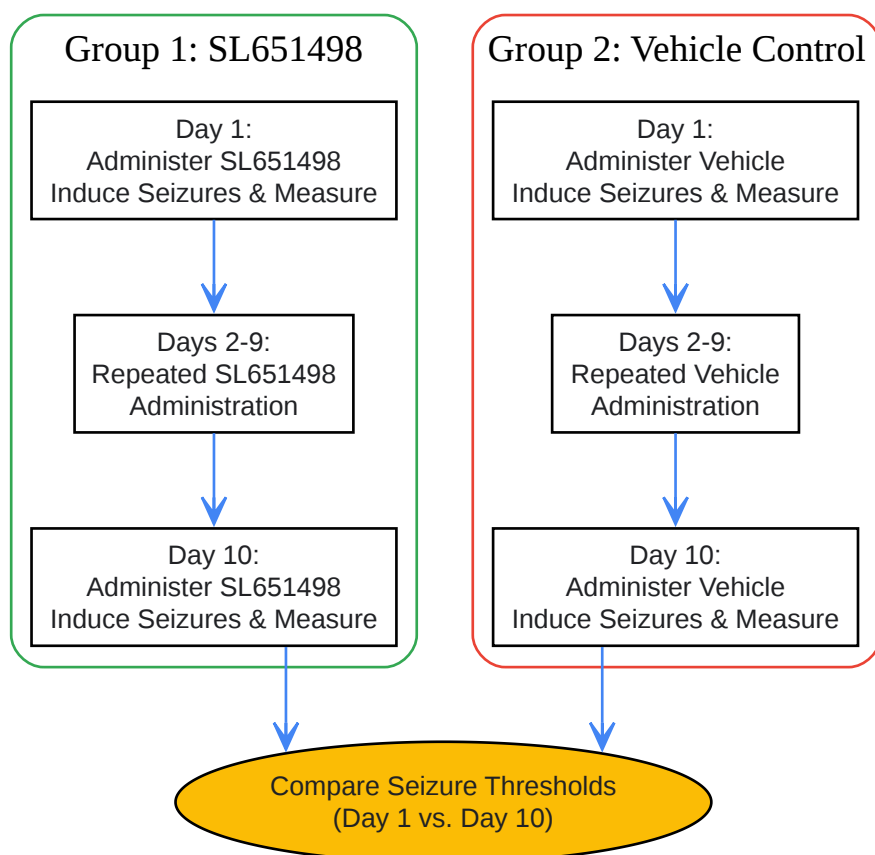 Group 1: SL651498
Day 1:
Administer SL651498
Induce Seizures & Measure
Days 2-9:
Repeated SL651498
Administration
Day 10:
Administer SL651498
Induce Seizures & Measure
Group 2: Vehicle Control
Day 1:
Administer Vehicle
Induce Seizures & Measure
Days 2-9:
Repeated Vehicle
Administration
Day 10:
Administer Vehicle
Induce Seizures & Measure
Compare Seizure Thresholds
(Day 1 vs. Day 10)